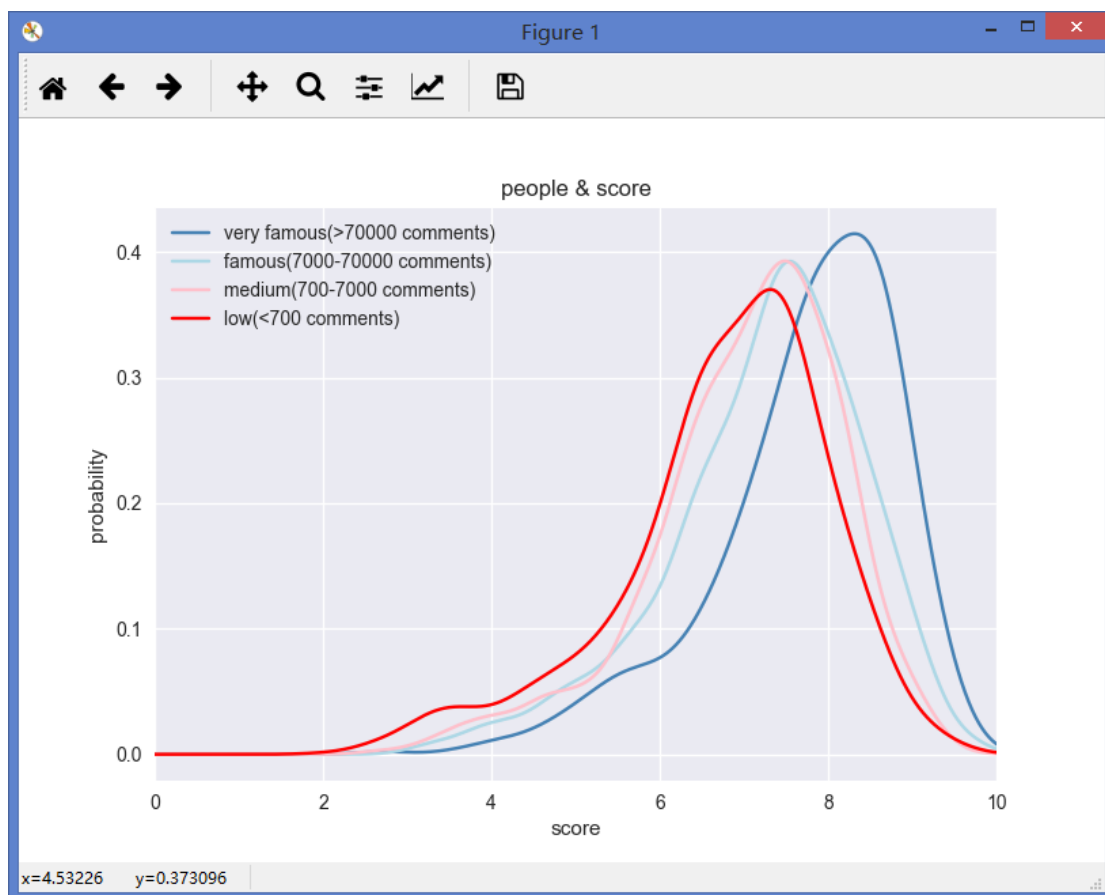 Figure 1
people & score
very famous(>70000 comments)
famous(7000-70000 comments)
medium(700-7000 comments)
low(<700 comments)
0.4
0.3
0.2
0.1
0.0
probability
0 2 4 6 8 10
score
x=4.53226 y=0.373096